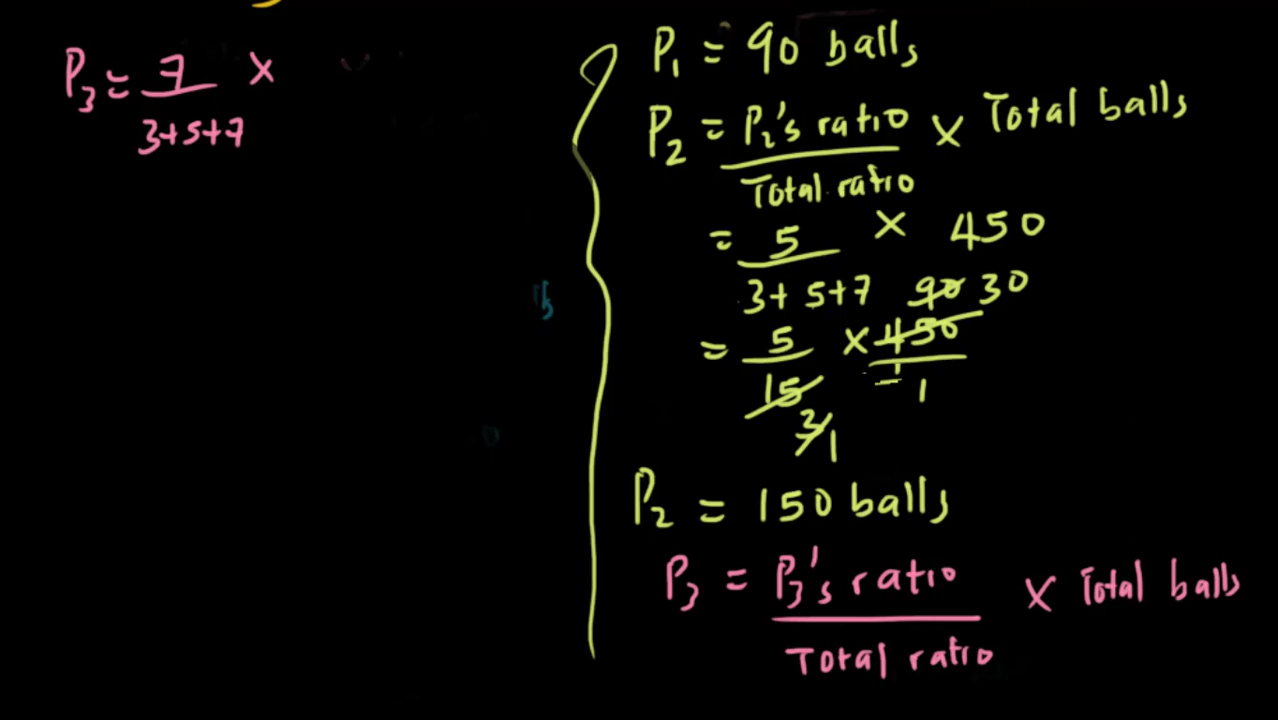 P₃ = 7/(3+5+7) ×
P₁ = 90 balls
P₂ = P₂'s ratio/Total ratio × Total balls
= 5/(3+5+7) × 450
90 30
= 5/15 × 450/1
3 1 1
P₂ = 150 balls
P₃ = P₃'s ratio/Total ratio × Total balls